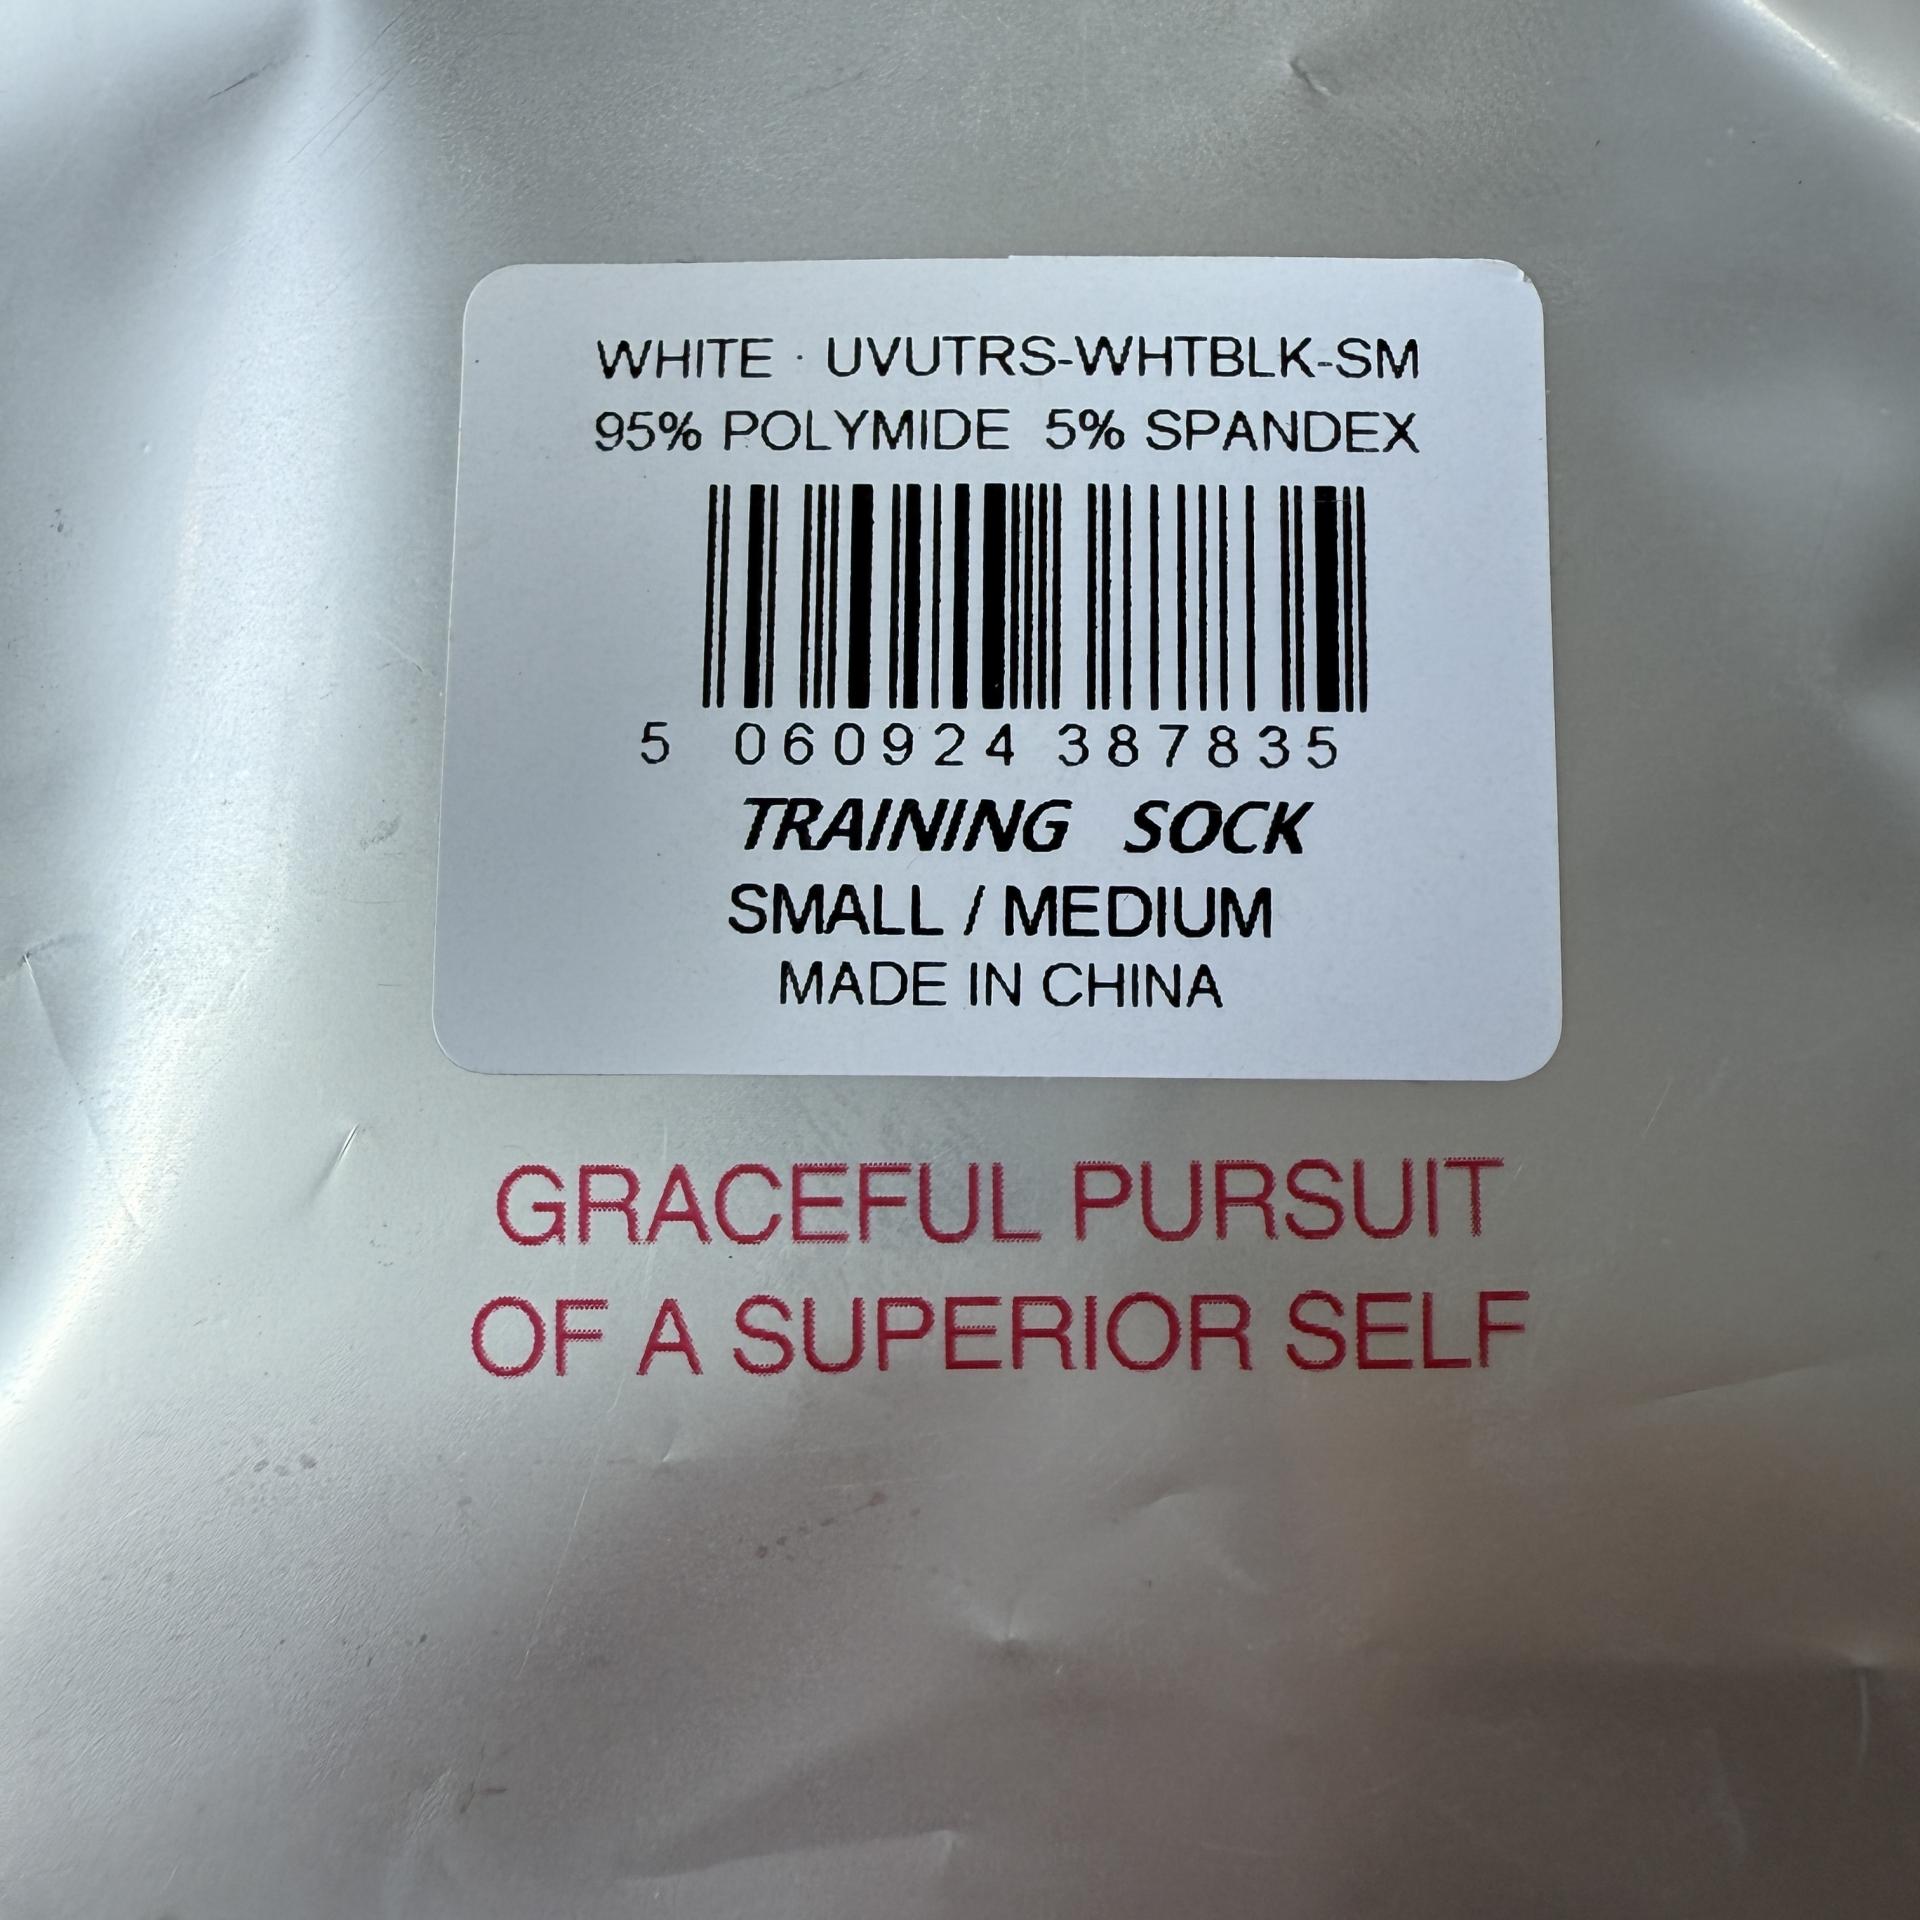 WHITE · UVUTRS-WHTBLK-SM
95% POLYMIDE 5% SPANDEX
5 060924 387835
TRAINING SOCK
SMALL / MEDIUM
MADE IN CHINA
GRACEFUL PURSUIT
OF A SUPERIOR SELF